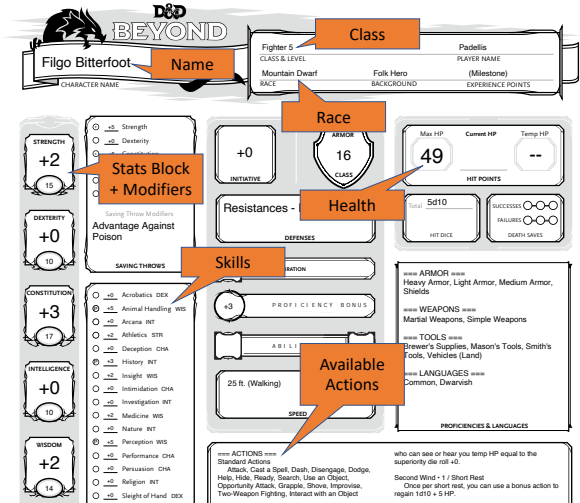 D&D
BEYOND
Filgo Bitterfoot
CHARACTER NAME
Name
Class
Fighter 5
CLASS & LEVEL
Padellis
PLAYER NAME
Mountain Dwarf
RACE
Folk Hero
BACKGROUND
(Milestone)
EXPERIENCE POINTS
Race
STRENGTH
+2
15
DEXTERITY
+0
10
CONSTITUTION
+3
17
INTELLIGENCE
+0
10
WISDOM
+2
14
Stats Block
+ Modifiers
+5 Strength
+0 Dexterity
Saving Throw Modifiers
Advantage Against
Poison
SAVING THROWS
Skills
+0 Acrobatics DEX
P +5 Animal Handling WIS
+0 Arcana INT
+2 Athletics STR
+0 Deception CHA
P +3 History INT
+2 Insight WIS
+0 Intimidation CHA
+0 Investigation INT
+2 Medicine WIS
+0 Nature INT
P +5 Perception WIS
+0 Performance CHA
+0 Persuasion CHA
+0 Religion INT
+0 Sleight of Hand DEX
+0
INITIATIVE
ARMOR
16
CLASS
Resistances -
DEFENSES
+3
PROFICIENCY BONUS
ABILI
25 ft. (Walking)
SPEED
Available
Actions
Health
Max HP
Current HP
Temp HP
49
--
HIT POINTS
Total
5d10
HIT DICE
SUCCESSES
FAILURES
DEATH SAVES
=== ARMOR ===
Heavy Armor, Light Armor, Medium Armor,
Shields
=== WEAPONS ===
Martial Weapons, Simple Weapons
=== TOOLS ===
Brewer's Supplies, Mason's Tools, Smith's
Tools, Vehicles (Land)
=== LANGUAGES ===
Common, Dwarvish
PROFICIENCIES & LANGUAGES
=== ACTIONS ===
Standard Actions
Attack, Cast a Spell, Dash, Disengage, Dodge,
Help, Hide, Ready, Search, Use an Object,
Opportunity Attack, Grapple, Shove, Improvise,
Two-Weapon Fighting, Interact with an Object
who can see or hear you temp HP equal to the
superiority die roll +0.
Second Wind • 1 / Short Rest
Once per short rest, you can use a bonus action to
regain 1d10 + 5 HP.